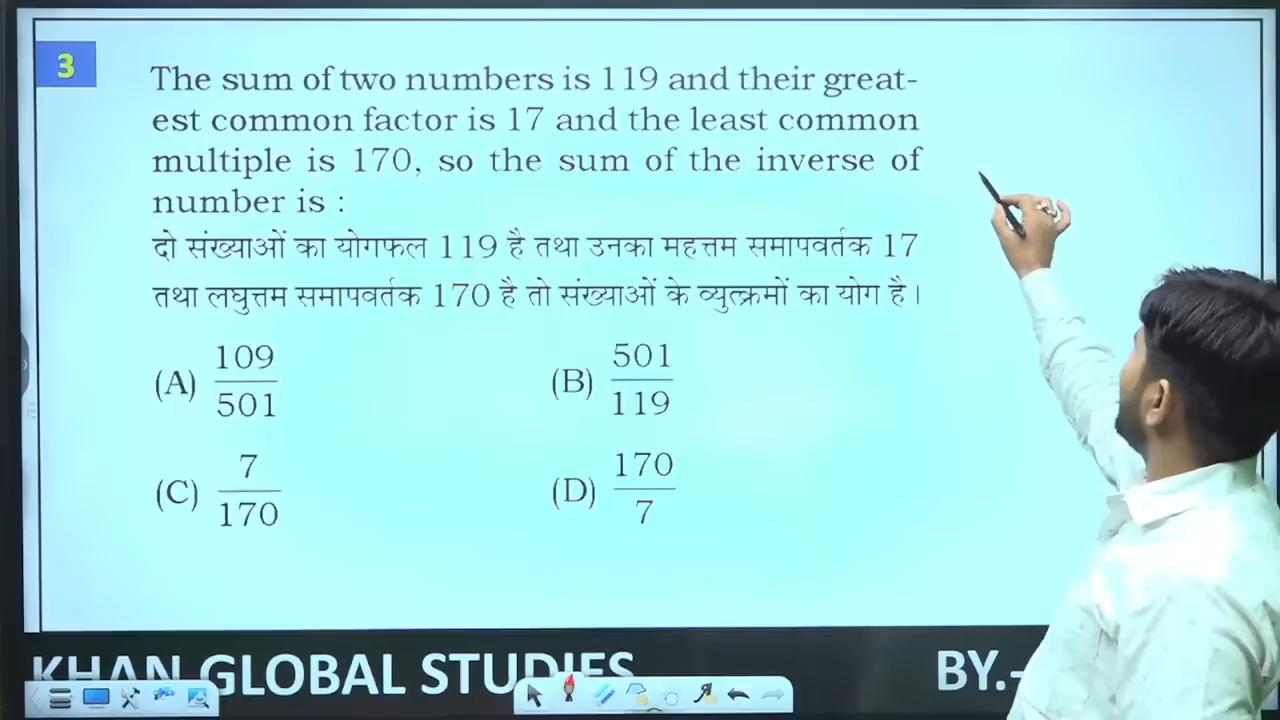 3
The sum of two numbers is 119 and their great-
est common factor is 17 and the least common
multiple is 170, so the sum of the inverse of
number is :
दो संख्याओं का योगफल 119 है तथा उनका महत्तम समापवर्तक 17
तथा लघुत्तम समापवर्तक 170 है तो संख्याओं के व्युत्क्रमों का योग है।
(A) 109/501
(B) 501/119
(C) 7/170
(D) 170/7
KHAN GLOBAL STUDIES
BY.-